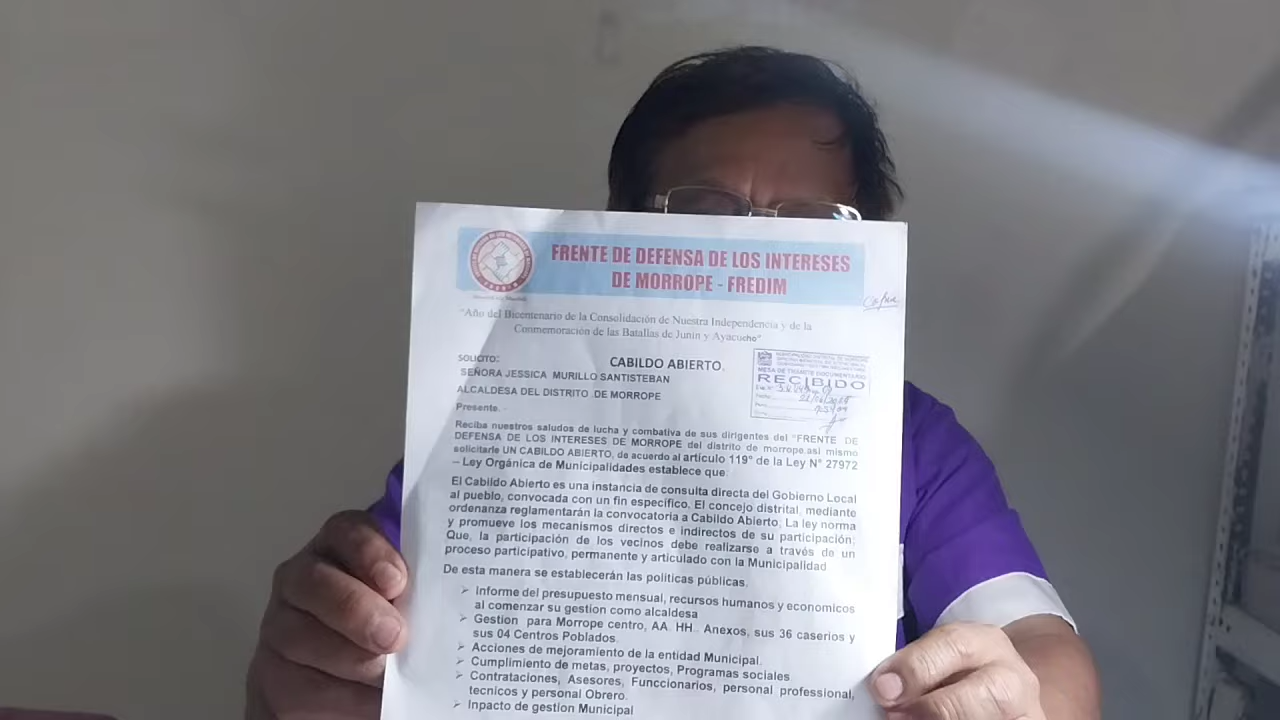 FRENTE DE DEFENSA DE LOS INTERESES
DE MORROPE - FREDIM
Copia
"Año del Bicentenario de la Consolidación de Nuestra Independencia y de la
Conmemoración de las Batallas de Junin y Ayacucho"
SOLICITO:
CABILDO ABIERTO.
SEÑORA JESSICA MURILLO SANTISTEBAN
ALCALDESA DEL DISTRITO DE MORROPE
Presente. -
MESA DE TRAMITE DOCUMENTARIO
RECIBIDO
Reciba nuestros saludos de lucha y combativa de sus dirigentes del "FRENTE DE
DEFENSA DE LOS INTERESES DE MORROPE del distrito de morrope.asi mismo
solicitarle UN CABILDO ABIERTO, de acuerdo al artículo 119° de la Ley N° 27972
– Ley Orgánica de Municipalidades establece que:
El Cabildo Abierto es una instancia de consulta directa del Gobierno Local
al pueblo, convocada con un fin específico, El concejo distrital, mediante
ordenanza reglamentarán la convocatoria a Cabildo Abierto; La ley norma
y promueve los mecanismos directos e indirectos de su participación;
Que, la participación de los vecinos debe realizarse a través de un
proceso participativo, permanente y articulado con la Municipalidad
De esta manera se establecerán las políticas públicas.
➢ Informe del presupuesto mensual, recursos humanos y economicos
al comenzar su gestion como alcaldesa
➢ Gestion para Morrope centro, AA. HH.. Anexos, sus 36 caserios y
sus 04 Centros Poblados.
➢ Acciones de mejoramiento de la entidad Municipal.
➢ Cumplimiento de metas, proyectos, Programas sociales
➢ Contrataciones, Asesores, Funccionarios, personal profesional,
tecnicos y personal Obrero.
➢ Inpacto de gestion Municipal